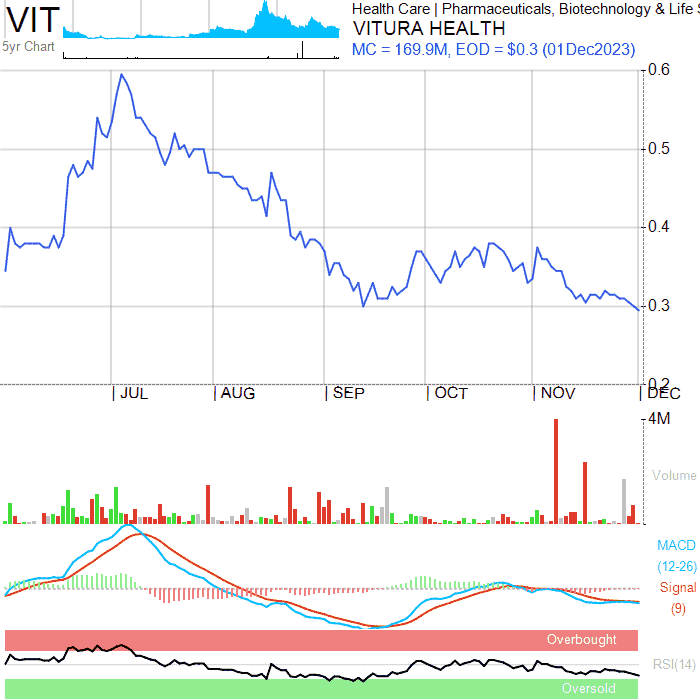 VIT
5yr Chart
Health Care | Pharmaceuticals, Biotechnology & Life S
VITURA HEALTH
MC = 169.9M, EOD = $0.3 (01Dec2023)
0.6
0.5
0.4
0.3
0.2
| JUL | AUG | SEP | OCT | NOV | DEC
4M
Volume
MACD
(12-26)
Signal
(9)
Overbought
RSI(14)
Oversold